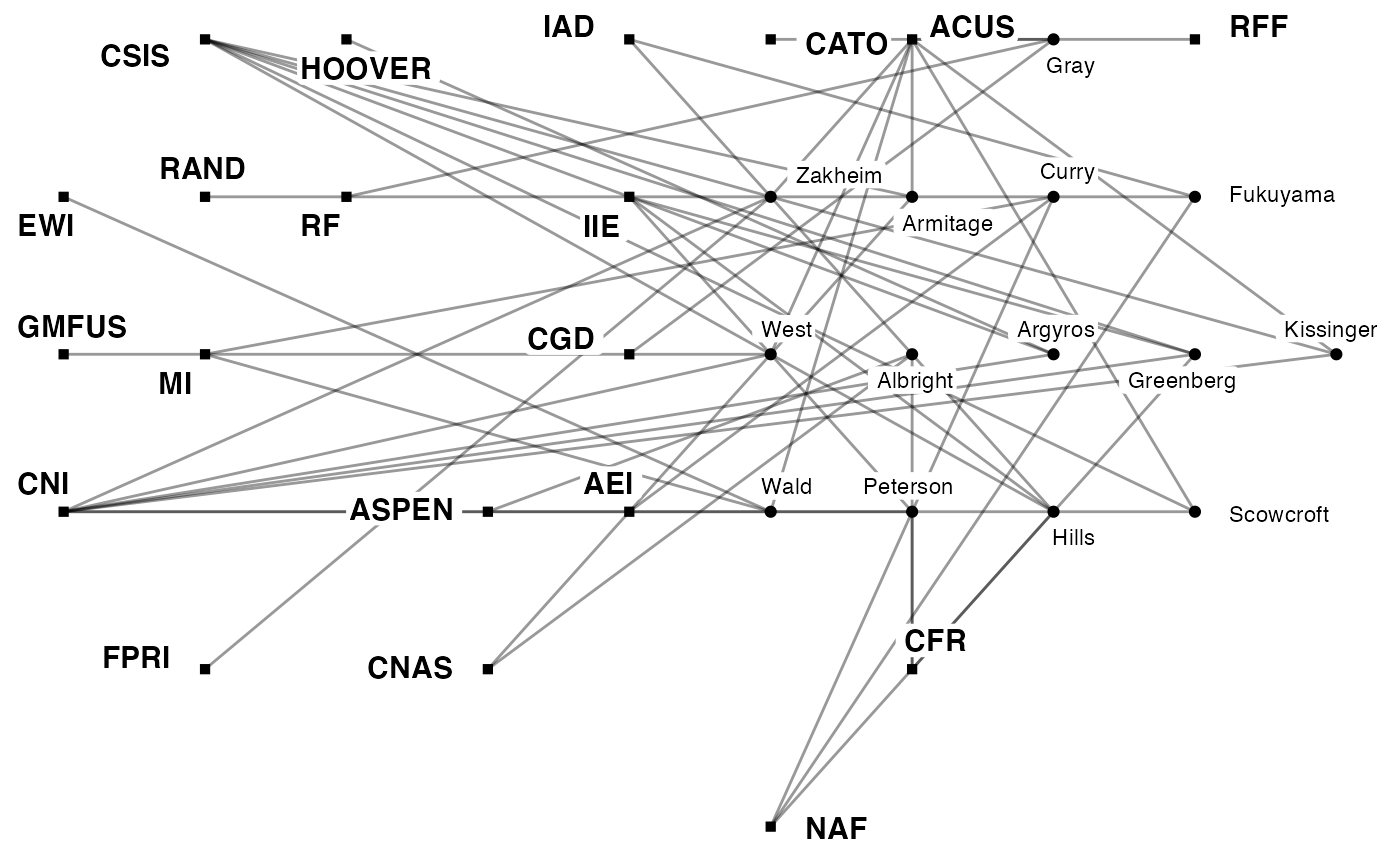 IAD
ACUS
RFF
CSIS
CATO
HOOVER
Gray
RAND
Zakheim
Curry
Fukuyama
EWI
RF
IIE
Armitage
GMFUS
CGD
West
Argyros
Kissinger
MI
Albright
Greenberg
CNI
AEI
Wald
Peterson
ASPEN
Scowcroft
Hills
CFR
FPRI
CNAS
NAF